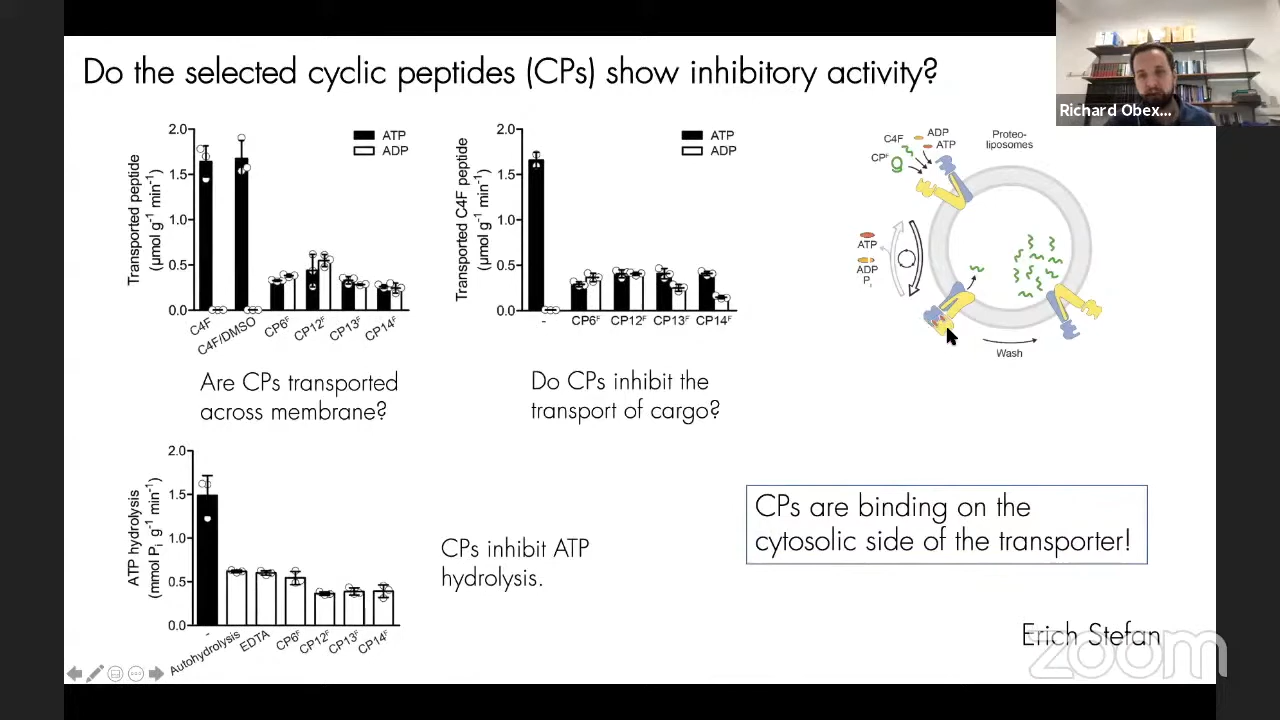 Do the selected cyclic peptides (CPs) show inhibitory activity?
Richard Obex...
Transported peptide
(μmol g⁻¹ min⁻¹)
2.0
1.5
1.0
0.5
0.0
ATP
ADP
C4F
C4F/DMSO
CP6ᶠ
CP12ᶠ
CP13ᶠ
CP14ᶠ
Are CPs transported
across membrane?
Transported C4F peptide
(μmol g⁻¹ min⁻¹)
2.0
1.5
1.0
0.5
0.0
ATP
ADP
-
CP6ᶠ
CP12ᶠ
CP13ᶠ
CP14ᶠ
Do CPs inhibit the
transport of cargo?
C4F
ADP
ATP
CPᶠ
Proteo-
liposomes
ATP
ADP
Pᵢ
Wash
ATP hydrolysis
(mmol Pᵢ g⁻¹ min⁻¹)
2.0
1.5
1.0
0.5
0.0
-
Autohydrolysis
EDTA
CP6ᶠ
CP12ᶠ
CP13ᶠ
CP14ᶠ
CPs inhibit ATP
hydrolysis.
CPs are binding on the
cytosolic side of the transporter!
Erich Stefan
zoom